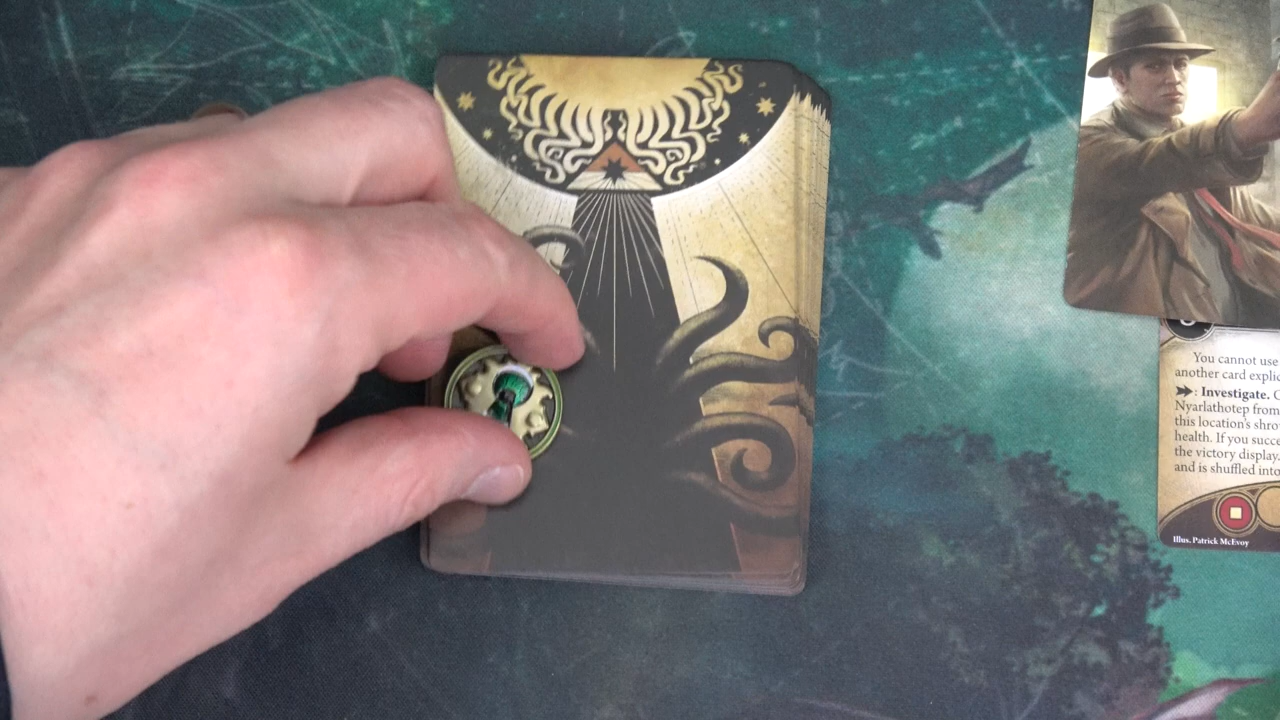 You cannot use
another card explic
: Investigate. C
Nyarlathotep from
this location's shro
health. If you succe
the victory display.
and is shuffled into
Illus. Patrick McEvoy